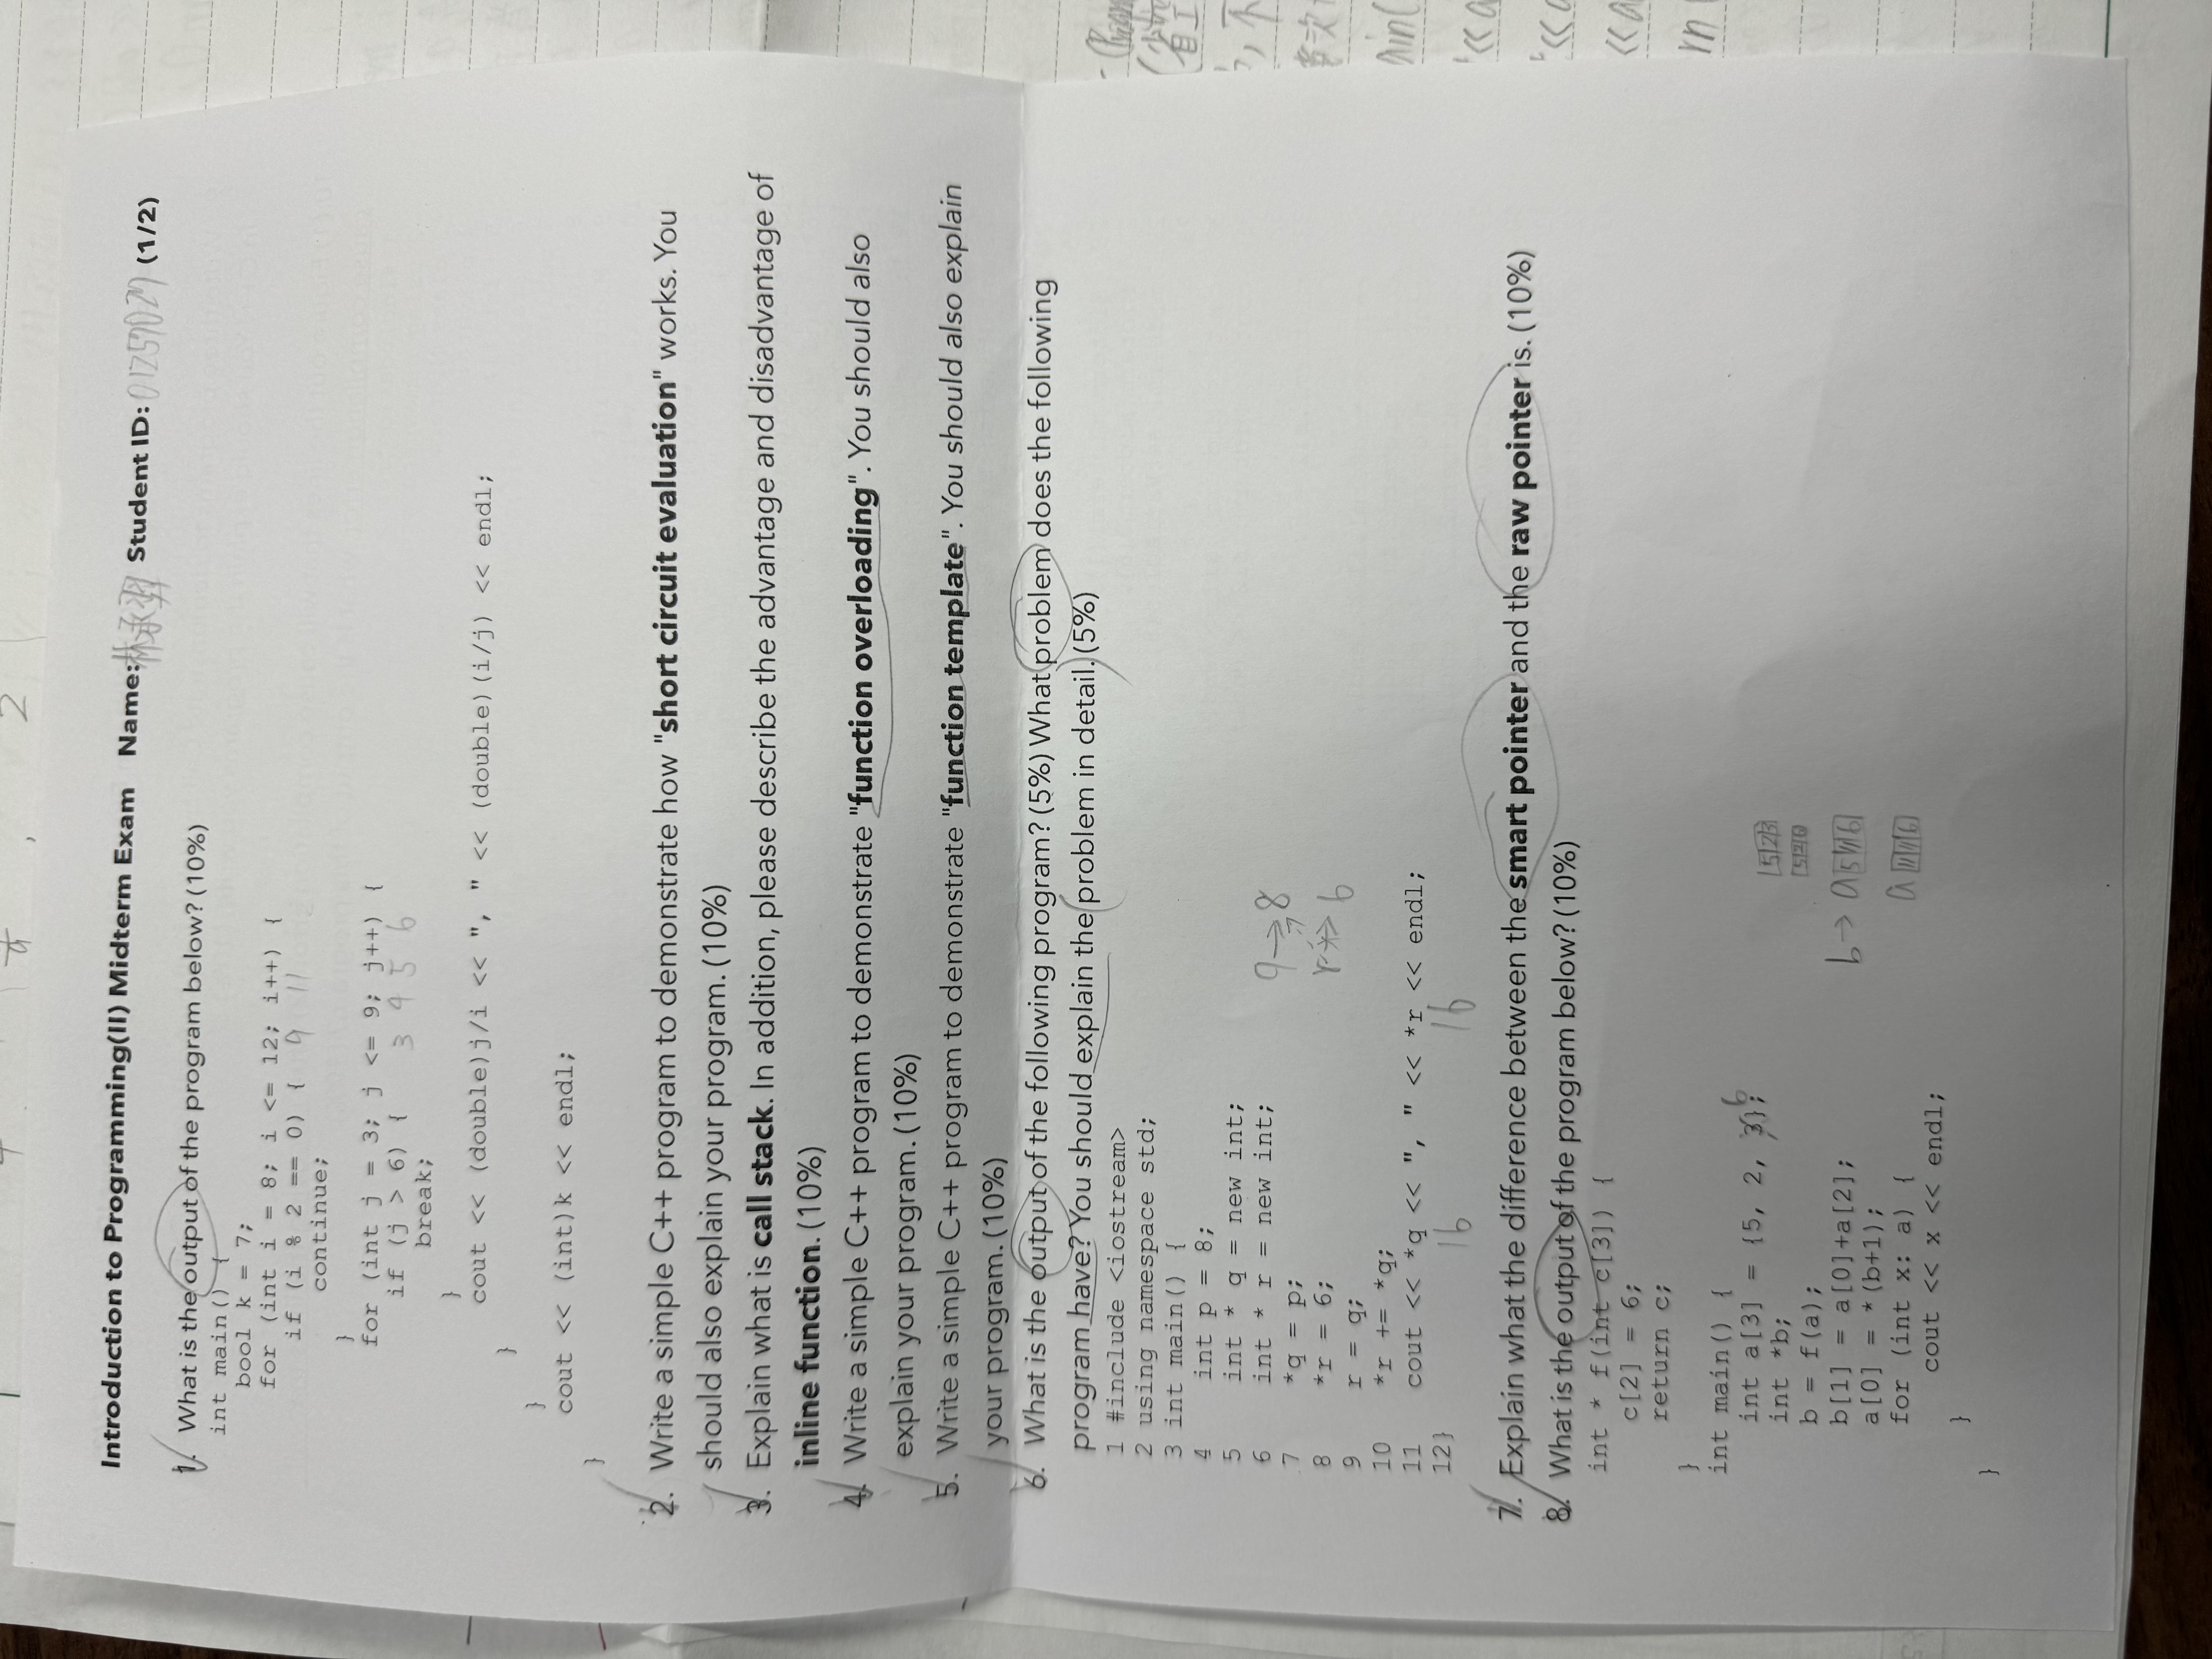 Introduction to Programming(II) Midterm Exam Name: 林承羿 Student ID: 01257027 (1/2)
1. What is the output of the program below? (10%)
int main() {
bool k = 7;
for (int i = 8; i <= 12; i++) {
if (i % 2 == 0) { 9 11
continue;
}
for (int j = 3; j <= 9; j++) {
if (j > 6) { 3 4 5 6
break;
}
cout << (double)j/i << ", " << (double)(i/j) << endl;
}
}
cout << (int)k << endl;
}
2. Write a simple C++ program to demonstrate how "short circuit evaluation" works. You
should also explain your program. (10%)
3. Explain what is call stack. In addition, please describe the advantage and disadvantage of
inline function. (10%)
4. Write a simple C++ program to demonstrate "function overloading". You should also
explain your program. (10%)
5. Write a simple C++ program to demonstrate "function template". You should also explain
your program. (10%)
6. What is the output of the following program? (5%) What problem does the following
program have? You should explain the problem in detail. (5%)
1 #include <iostream>
2 using namespace std;
3 int main() {
4 int p = 8;
5 int * q = new int;
6 int * r = new int;
7 *q = p; q→8
8 *r = 6; r→6
9 r = q;
10 *r += *q;
11 cout << *q << ", " << *r << endl;
12}
16 16
7. Explain what the difference between the smart pointer and the raw pointer is. (10%)
8. What is the output of the program below? (10%)
int * f(int c[3]) {
c[2] = 6;
return c;
}
int main() {
6
int a[3] = {5, 2, 3};
int *b; 5 2 3
b = f(a); 5 2 6
b[1] = a[0]+a[2]; b→ a 5 11 6
a[0] = *(b+1);
for (int x: a) { a 11 11 6
cout << x << endl;
}
}